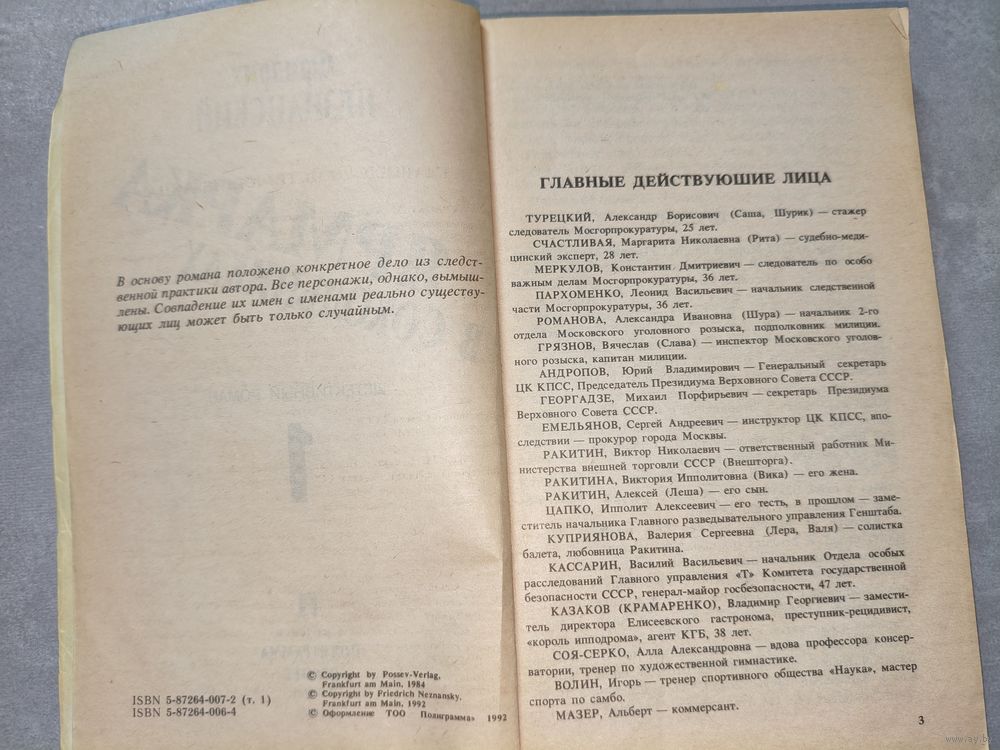 В основу романа положено конкретное дело из следст-
венной практики автора. Все персонажи, однако, вымыш-
лены. Совпадение их имен с именами реально существу-
ющих лиц может быть только случайным.
ISBN 5-87264-007-2 (т. 1)
ISBN 5-87264-006-4
© Copyright by Possev-Verlag,
Frankfurt am Main, 1984
© Copyright by Friedrich Neznansky,
Frankfurt am Main, 1992
© Оформление ТОО Полиграмма» 1992
ГЛАВНЫЕ ДЕЙСТВУЮШИЕ ЛИЦА
ТУРЕЦКИЙ, Александр Борисович (Саша, Шурик) — стажер
следователь Мосгорпрокуратуры, 25 лет.
СЧАСТЛИВАЯ, Маргарита Николаевна (Рита) — судебно-меди-
цинский эксперт, 28 лет.
МЕРКУЛОВ, Константин Дмитриевич — следователь по особо
важным делам Мосгорпрокуратуры, 36 лет.
ПАРХОМЕНКО, Леонид Васильевич — начальник следственной
части Мосгорпрокуратуры, 36 лет.
РОМАНОВА, Александра Ивановна (Шура) — начальник 2-го
отдела Московского уголовного розыска, подполковник милиции.
ГРЯЗНОВ, Вячеслав (Слава) — инспектор Московского уголов-
ного розыска, капитан милиции.
АНДРОПОВ, Юрий Владимирович — Генеральный секретарь
ЦК КПСС, Председатель Президиума Верховного Совета СССР.
ГЕОРГАДЗЕ, Михаил Порфирьевич — секретарь Президиума
Верховного Совета СССР.
ЕМЕЛЬЯНОВ, Сергей Андреевич — инструктор ЦК КПСС, впо-
следствии — прокурор города Москвы.
РАКИТИН, Виктор Николаевич — ответственный работник Ми-
нистерства внешней торговли СССР (Внешторга).
РАКИТИНА, Виктория Ипполитовна (Вика) — его жена.
РАКИТИН, Алексей (Леша) — его сын.
ЦАПКО, Ипполит Алексеевич — его тесть, в прошлом — заме-
ститель начальника Главного разведывательного управления Генштаба.
КУПРИЯНОВА, Валерия Сергеевна (Лера, Валя) — солистка
балета, любовница Ракитина.
КАССАРИН, Василий Васильевич — начальник Отдела особых
расследований Главного управления «Т» Комитета государственной
безопасности СССР, генерал-майор госбезопасности, 47 лет.
КАЗАКОВ (КРАМАРЕНКО), Владимир Георгиевич — замести-
тель директора Елисеевского гастронома, преступник-рецидивист,
«король ипподрома», агент КГБ, 38 лет.
СОЯ-СЕРКО, Алла Александровна — вдова профессора консер-
ватории, тренер по художественной гимнастике.
ВОЛИН, Игорь — тренер спортивного общества «Наука», мастер
спорта по самбо.
МАЗЕР, Альберт — коммерсант.
3
www.ay.by